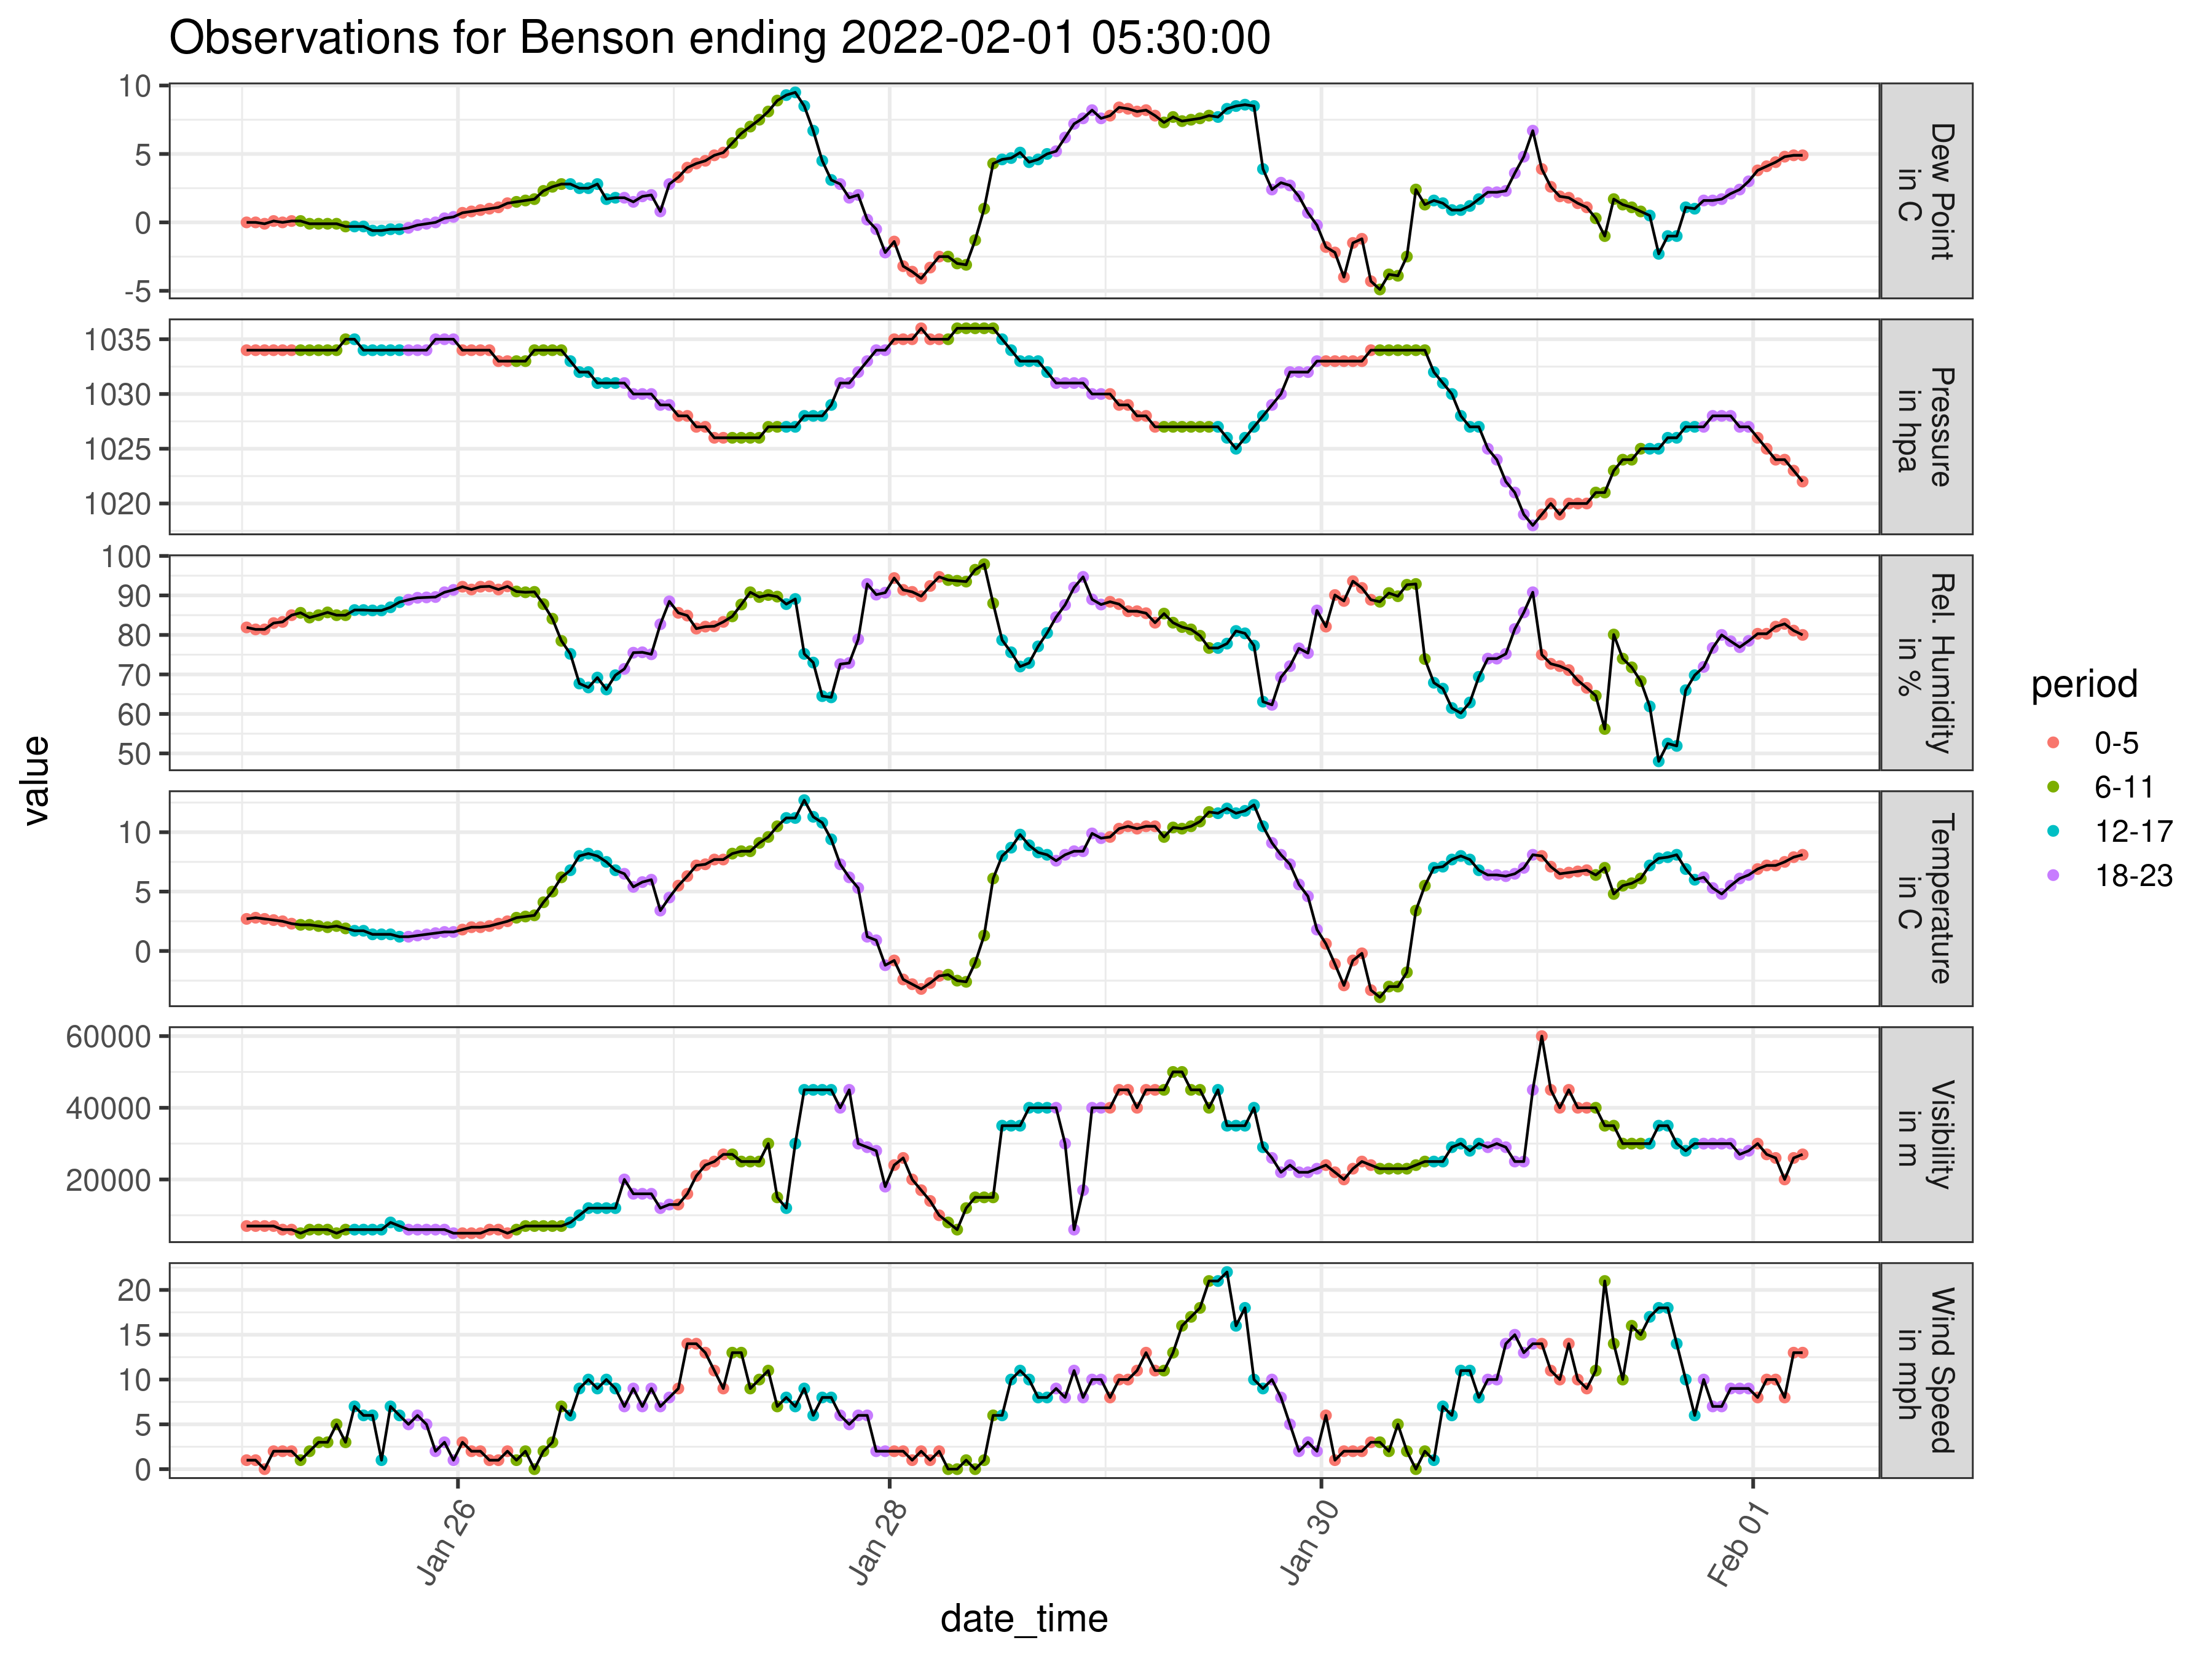 Observations for Benson ending 2022-02-01 05:30:00
10
5
0
-5
Dew Point
in C
1035
1030
1025
1020
Pressure
in hpa
100
90
80
70
60
50
Rel. Humidity
in %
10
5
0
Temperature
in C
60000
40000
20000
Visibility
in m
20
15
10
5
0
Wind Speed
in mph
value
Jan 26
Jan 28
Jan 30
Feb 01
date_time
period
0-5
6-11
12-17
18-23